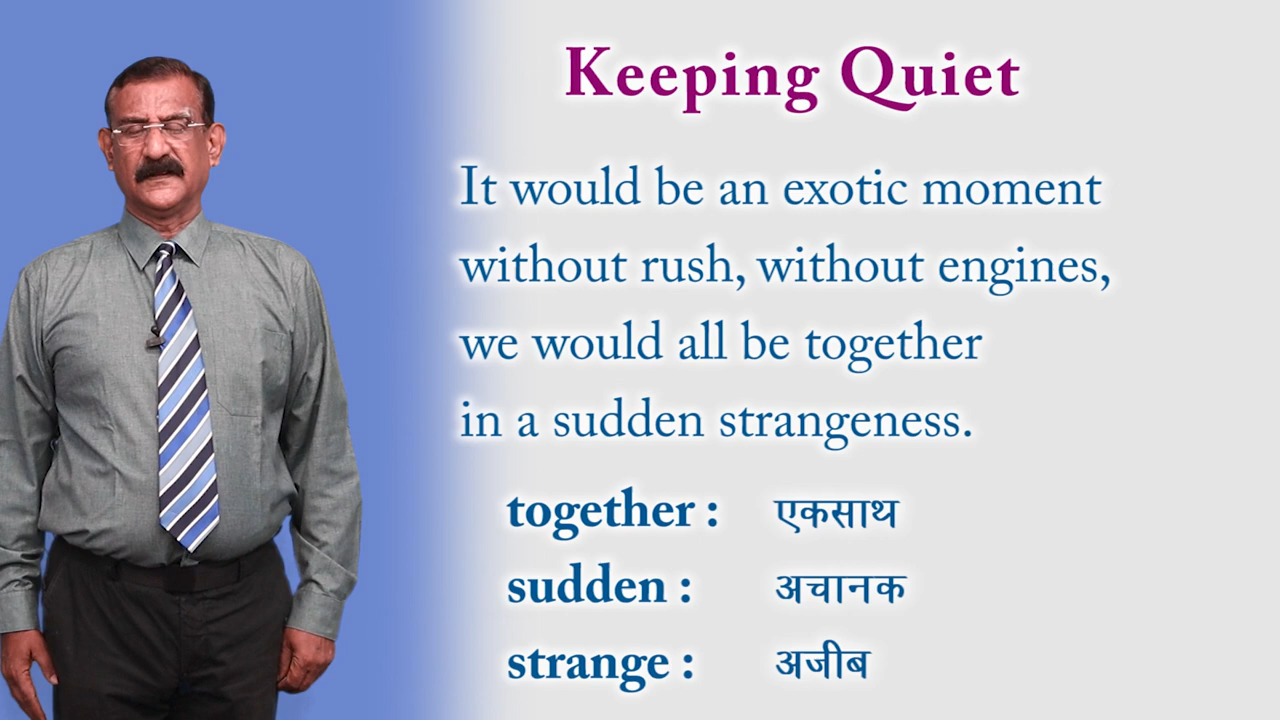 Keeping Quiet
It would be an exotic moment
without rush, without engines,
we would all be together
in a sudden strangeness.
together : एकसाथ
sudden : अचानक
strange : अजीब